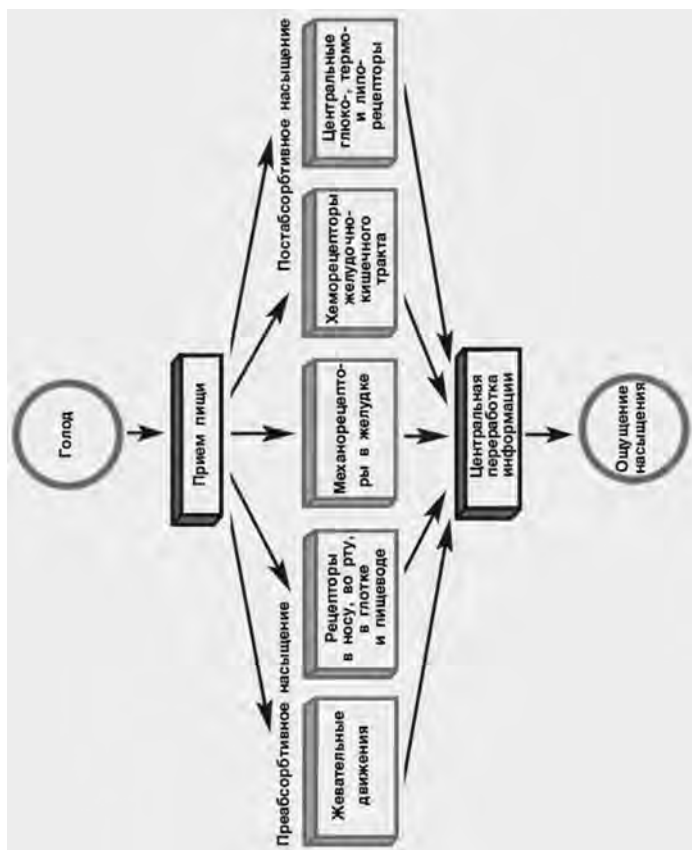 Голод
Прием пищи
Преабсорбтивное насыщение
Постабсорбтивное насыщение
Жевательные
движения
Рецепторы
в носу, во рту,
в глотке
и пищеводе
Механорецепто-
ры в желудке
Хеморецепторы
желудочно-
кишечного
тракта
Центральные
глюко-, термо-
и липо-
рецепторы
Центральная
переработка
информации
Ощущение
насыщения